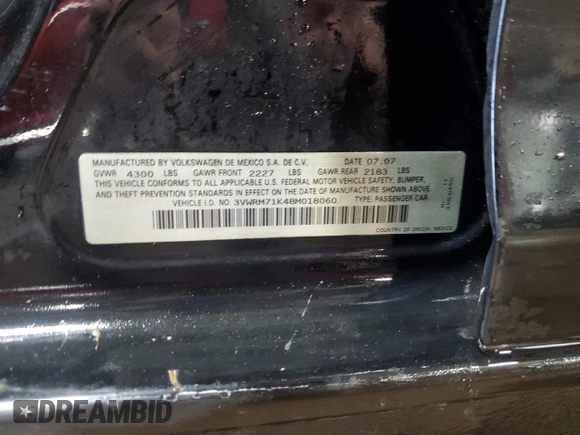 MANUFACTURED BY VOLKSWAGEN DE MEXICO S.A. DE C.V. DATE 07:07
GVWR 4300 LBS GAWR FRONT 2227 LBS GAWR REAR 2183 LBS
THIS VEHICLE CONFORMS TO ALL APPLICABLE U.S. FEDERAL MOTOR VEHICLE SAFETY, BUMPER,
AND THEFT PREVENTION STANDARDS IN EFFECT ON THE DATE OF MANUFACTURE SHOWN ABOVE.
VEHICLE I.D. NO. 3VWRM71K48M018060 TYPE: PASSENGER CAR
COUNTRY OF ORIGIN: MEXICO
DREAMBID